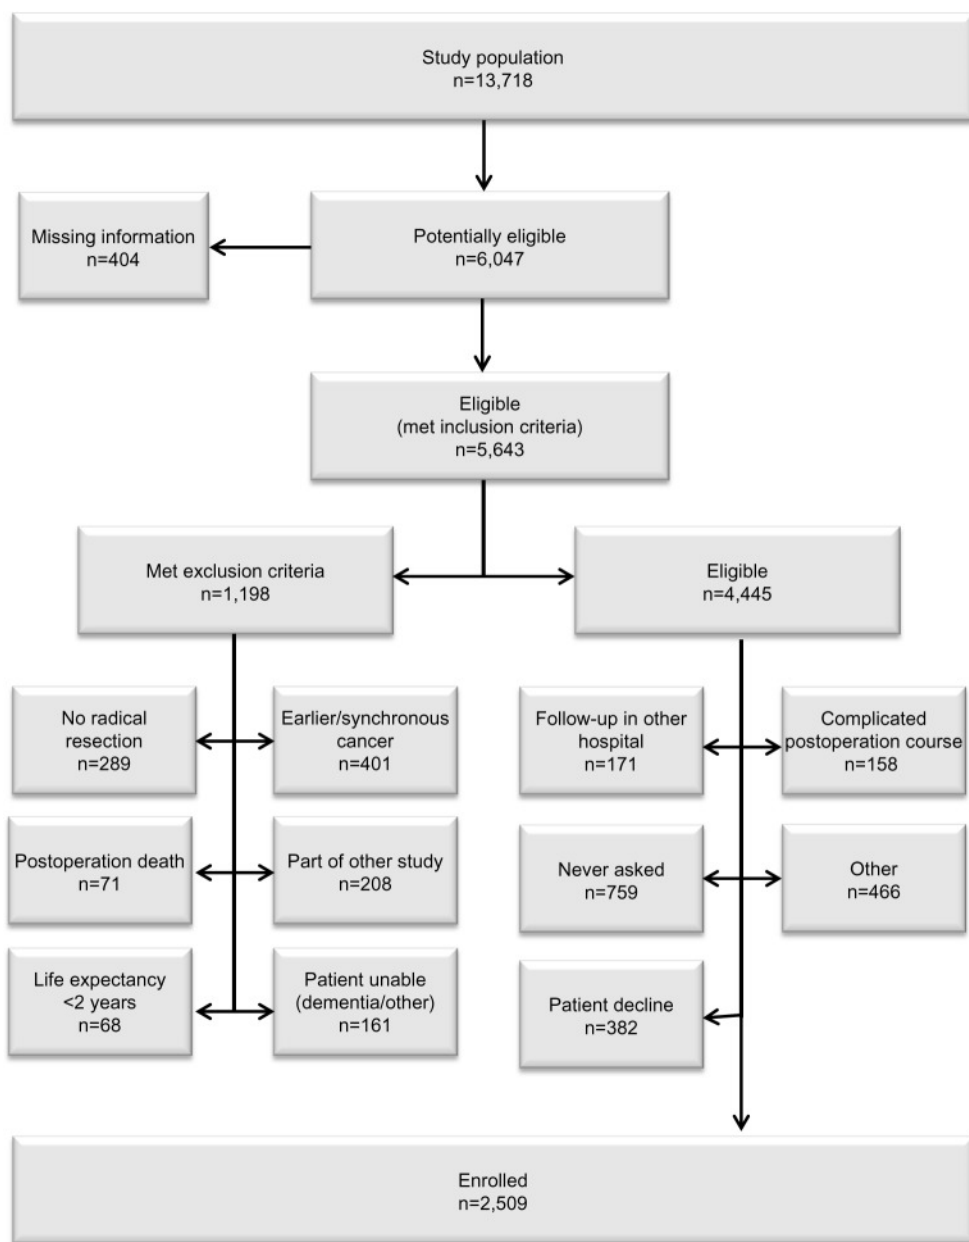 Study population
n=13,718
Missing information
n=404
Potentially eligible
n=6,047
Eligible
(met inclusion criteria)
n=5,643
Met exclusion criteria
n=1,198
Eligible
n=4,445
No radical
resection
n=289
Earlier/synchronous
cancer
n=401
Follow-up in other
hospital
n=171
Complicated
postoperation course
n=158
Postoperation death
n=71
Part of other study
n=208
Never asked
n=759
Other
n=466
Life expectancy
<2 years
n=68
Patient unable
(dementia/other)
n=161
Patient decline
n=382
Enrolled
n=2,509